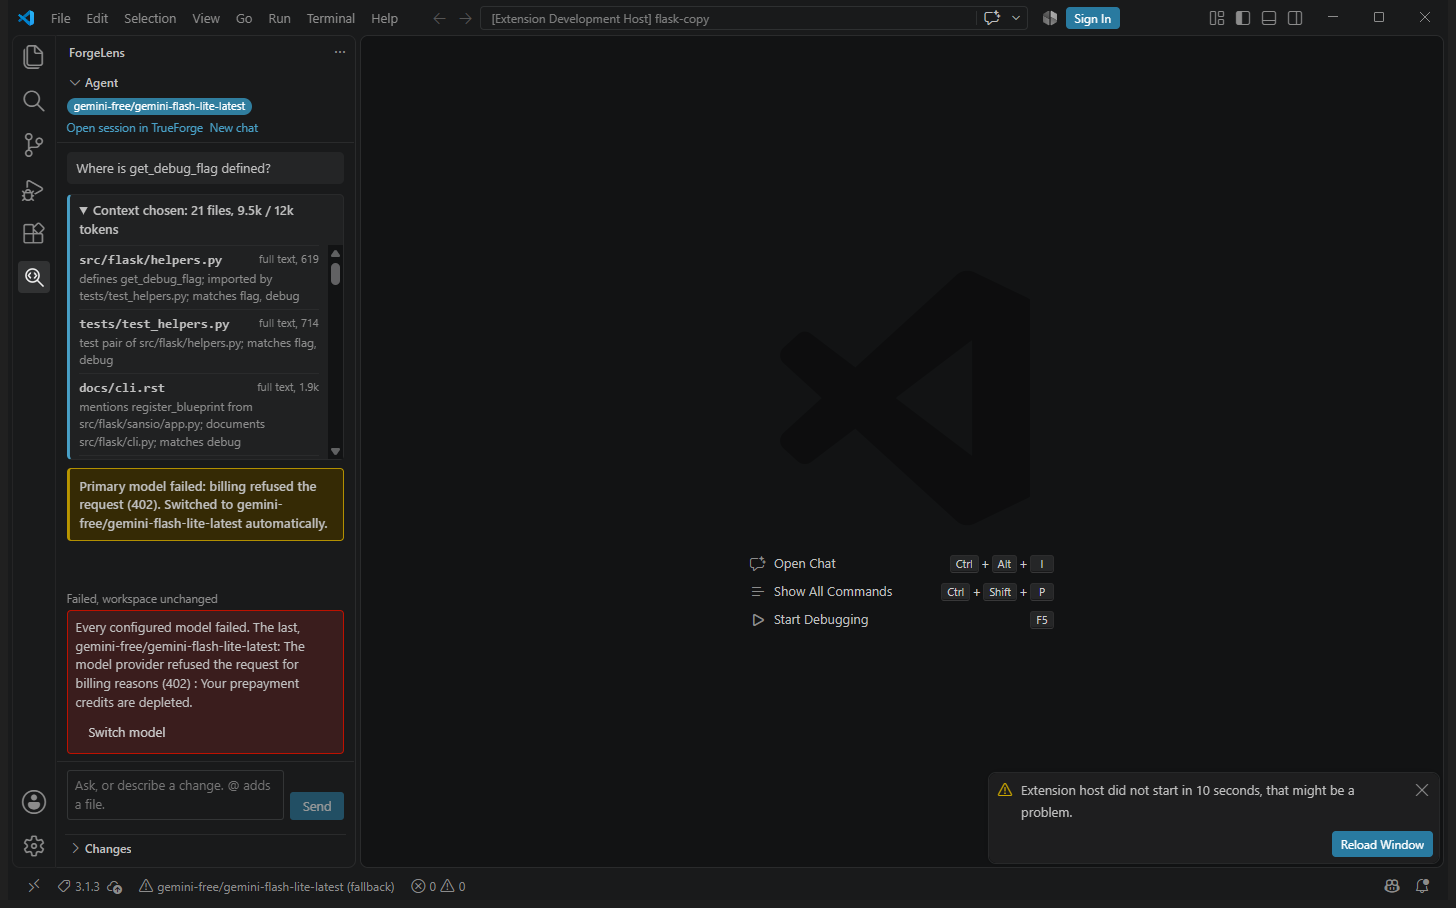 File Edit Selection View Go Run Terminal Help
[Extension Development Host] flask-copy
Sign In
ForgeLens
Agent
gemini-free/gemini-flash-lite-latest
Open session in TrueForge New chat
Where is get_debug_flag defined?
Context chosen: 21 files, 9.5k / 12k
tokens
src/flask/helpers.py full text, 619
defines get_debug_flag; imported by
tests/test_helpers.py; matches flag, debug
tests/test_helpers.py full text, 714
test pair of src/flask/helpers.py; matches flag,
debug
docs/cli.rst full text, 1.9k
mentions register_blueprint from
src/flask/sansio/app.py; documents
src/flask/cli.py; matches debug
Primary model failed: billing refused the
request (402). Switched to gemini-
free/gemini-flash-lite-latest automatically.
Failed, workspace unchanged
Every configured model failed. The last,
gemini-free/gemini-flash-lite-latest: The
model provider refused the request for
billing reasons (402) : Your prepayment
credits are depleted.
Switch model
Ask, or describe a change. @ adds
a file.
Send
Changes
Open Chat Ctrl + Alt + I
Show All Commands Ctrl + Shift + P
Start Debugging F5
Extension host did not start in 10 seconds, that might be a
problem.
Reload Window
3.1.3 gemini-free/gemini-flash-lite-latest (fallback) 0 0